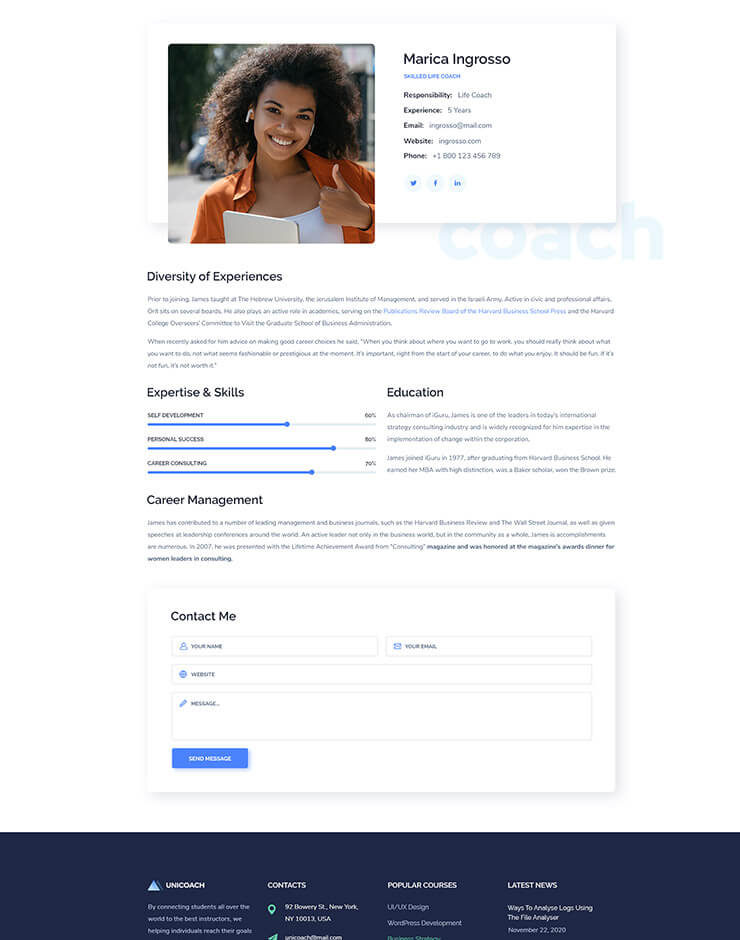 Marica Ingrosso
SKILLED LIFE COACH
Responsibility: Life Coach
Experience: 5 Years
Email: ingrosso@mail.com
Website: ingrosso.com
Phone: +1 800 123 456 789
coach
Diversity of Experiences
Prior to joining, James taught at The Hebrew University, the Jerusalem Institute of Management, and served in the Israeli Army. Active in civic and professional affairs,
Orit sits on several boards. He also plays an active role in academics, serving on the Publications Review Board of the Harvard Business School Press and the Harvard
College Overseers' Committee to Visit the Graduate School of Business Administration.
When recently asked for him advice on making good career choices he said, "When you think about where you want to go to work, you should really think about what
you want to do, not what seems fashionable or prestigious at the moment. It's important, right from the start of your career, to do what you enjoy. It should be fun. If it's
not fun, it's not worth it."
Expertise & Skills
SELF DEVELOPMENT 60%
PERSONAL SUCCESS 80%
CAREER CONSULTING 70%
Education
As chairman of iGuru, James is one of the leaders in today's international
strategy consulting industry and is widely recognized for him expertise in the
implementation of change within the corporation.
James joined iGuru in 1977, after graduating from Harvard Business School. He
earned her MBA with high distinction, was a Baker scholar, won the Brown prize.
Career Management
James has contributed to a number of leading management and business journals, such as the Harvard Business Review and The Wall Street Journal, as well as given
speeches at leadership conferences around the world. An active leader not only in the business world, but in the community as a whole, James is accomplishments
are numerous. In 2007, he was presented with the Lifetime Achievement Award from "Consulting" magazine and was honored at the magazine's awards dinner for
women leaders in consulting.
Contact Me
YOUR NAME
YOUR EMAIL
WEBSITE
MESSAGE...
SEND MESSAGE
UNICOACH
By connecting students all over the
world to the best instructors, we
helping individuals reach their goals
CONTACTS
92 Bowery St., New York,
NY 10013, USA
unicoach@mail.com
POPULAR COURSES
UI/UX Design
WordPress Development
Business Strategy
LATEST NEWS
Ways To Analyse Logs Using
The File Analyser
November 22, 2020